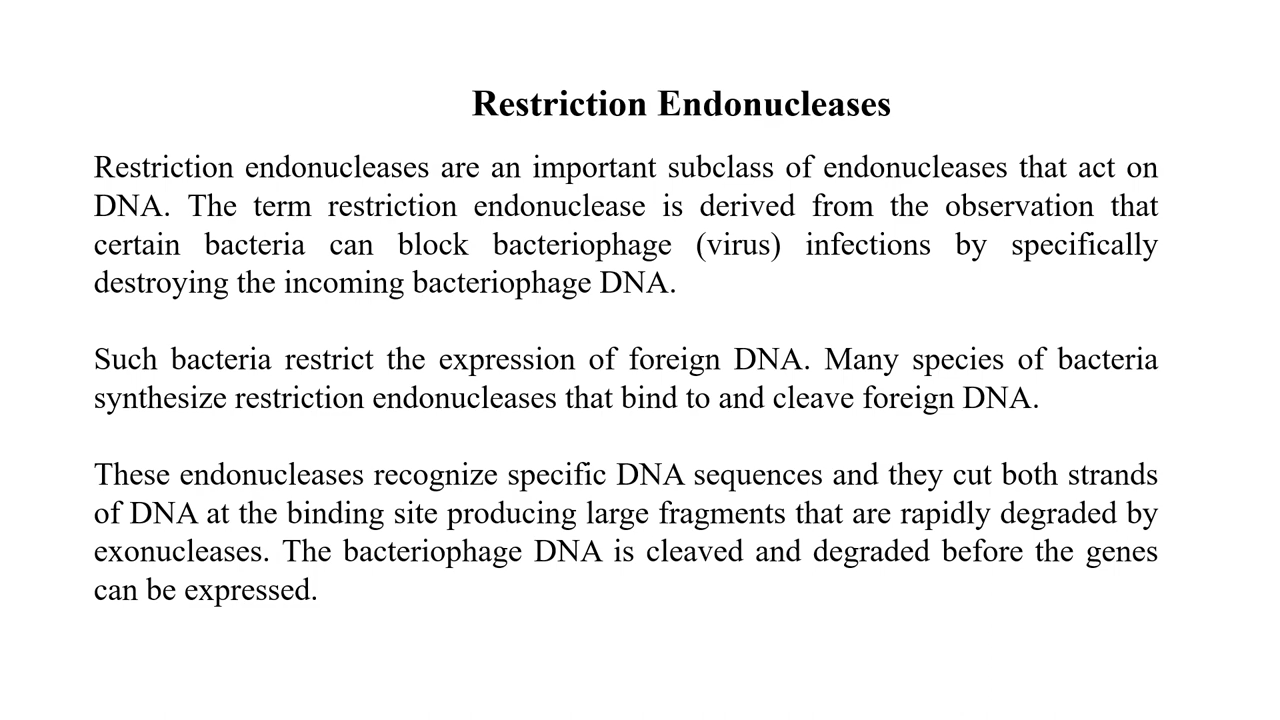 Restriction Endonucleases
Restriction endonucleases are an important subclass of endonucleases that act on
DNA. The term restriction endonuclease is derived from the observation that
certain bacteria can block bacteriophage (virus) infections by specifically
destroying the incoming bacteriophage DNA.
Such bacteria restrict the expression of foreign DNA. Many species of bacteria
synthesize restriction endonucleases that bind to and cleave foreign DNA.
These endonucleases recognize specific DNA sequences and they cut both strands
of DNA at the binding site producing large fragments that are rapidly degraded by
exonucleases. The bacteriophage DNA is cleaved and degraded before the genes
can be expressed.